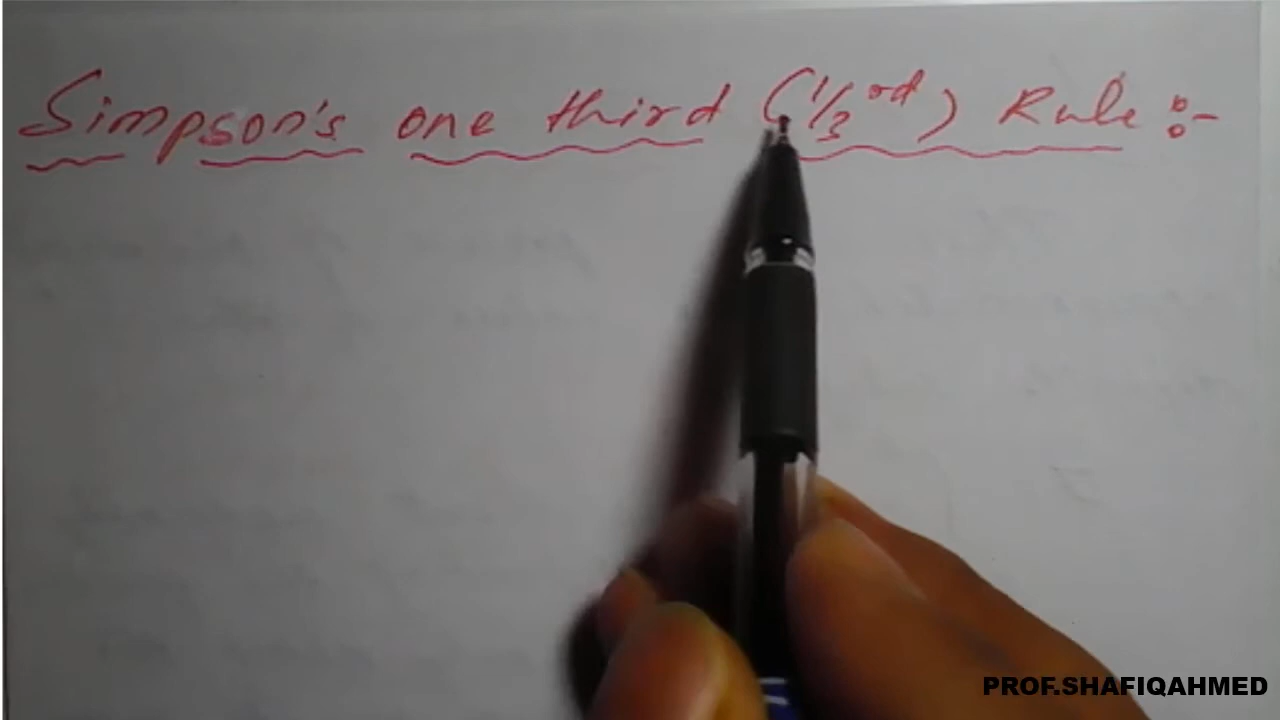 Simpson's one third (1/3rd) Rule :-
PROF.SHAFIQAHMED